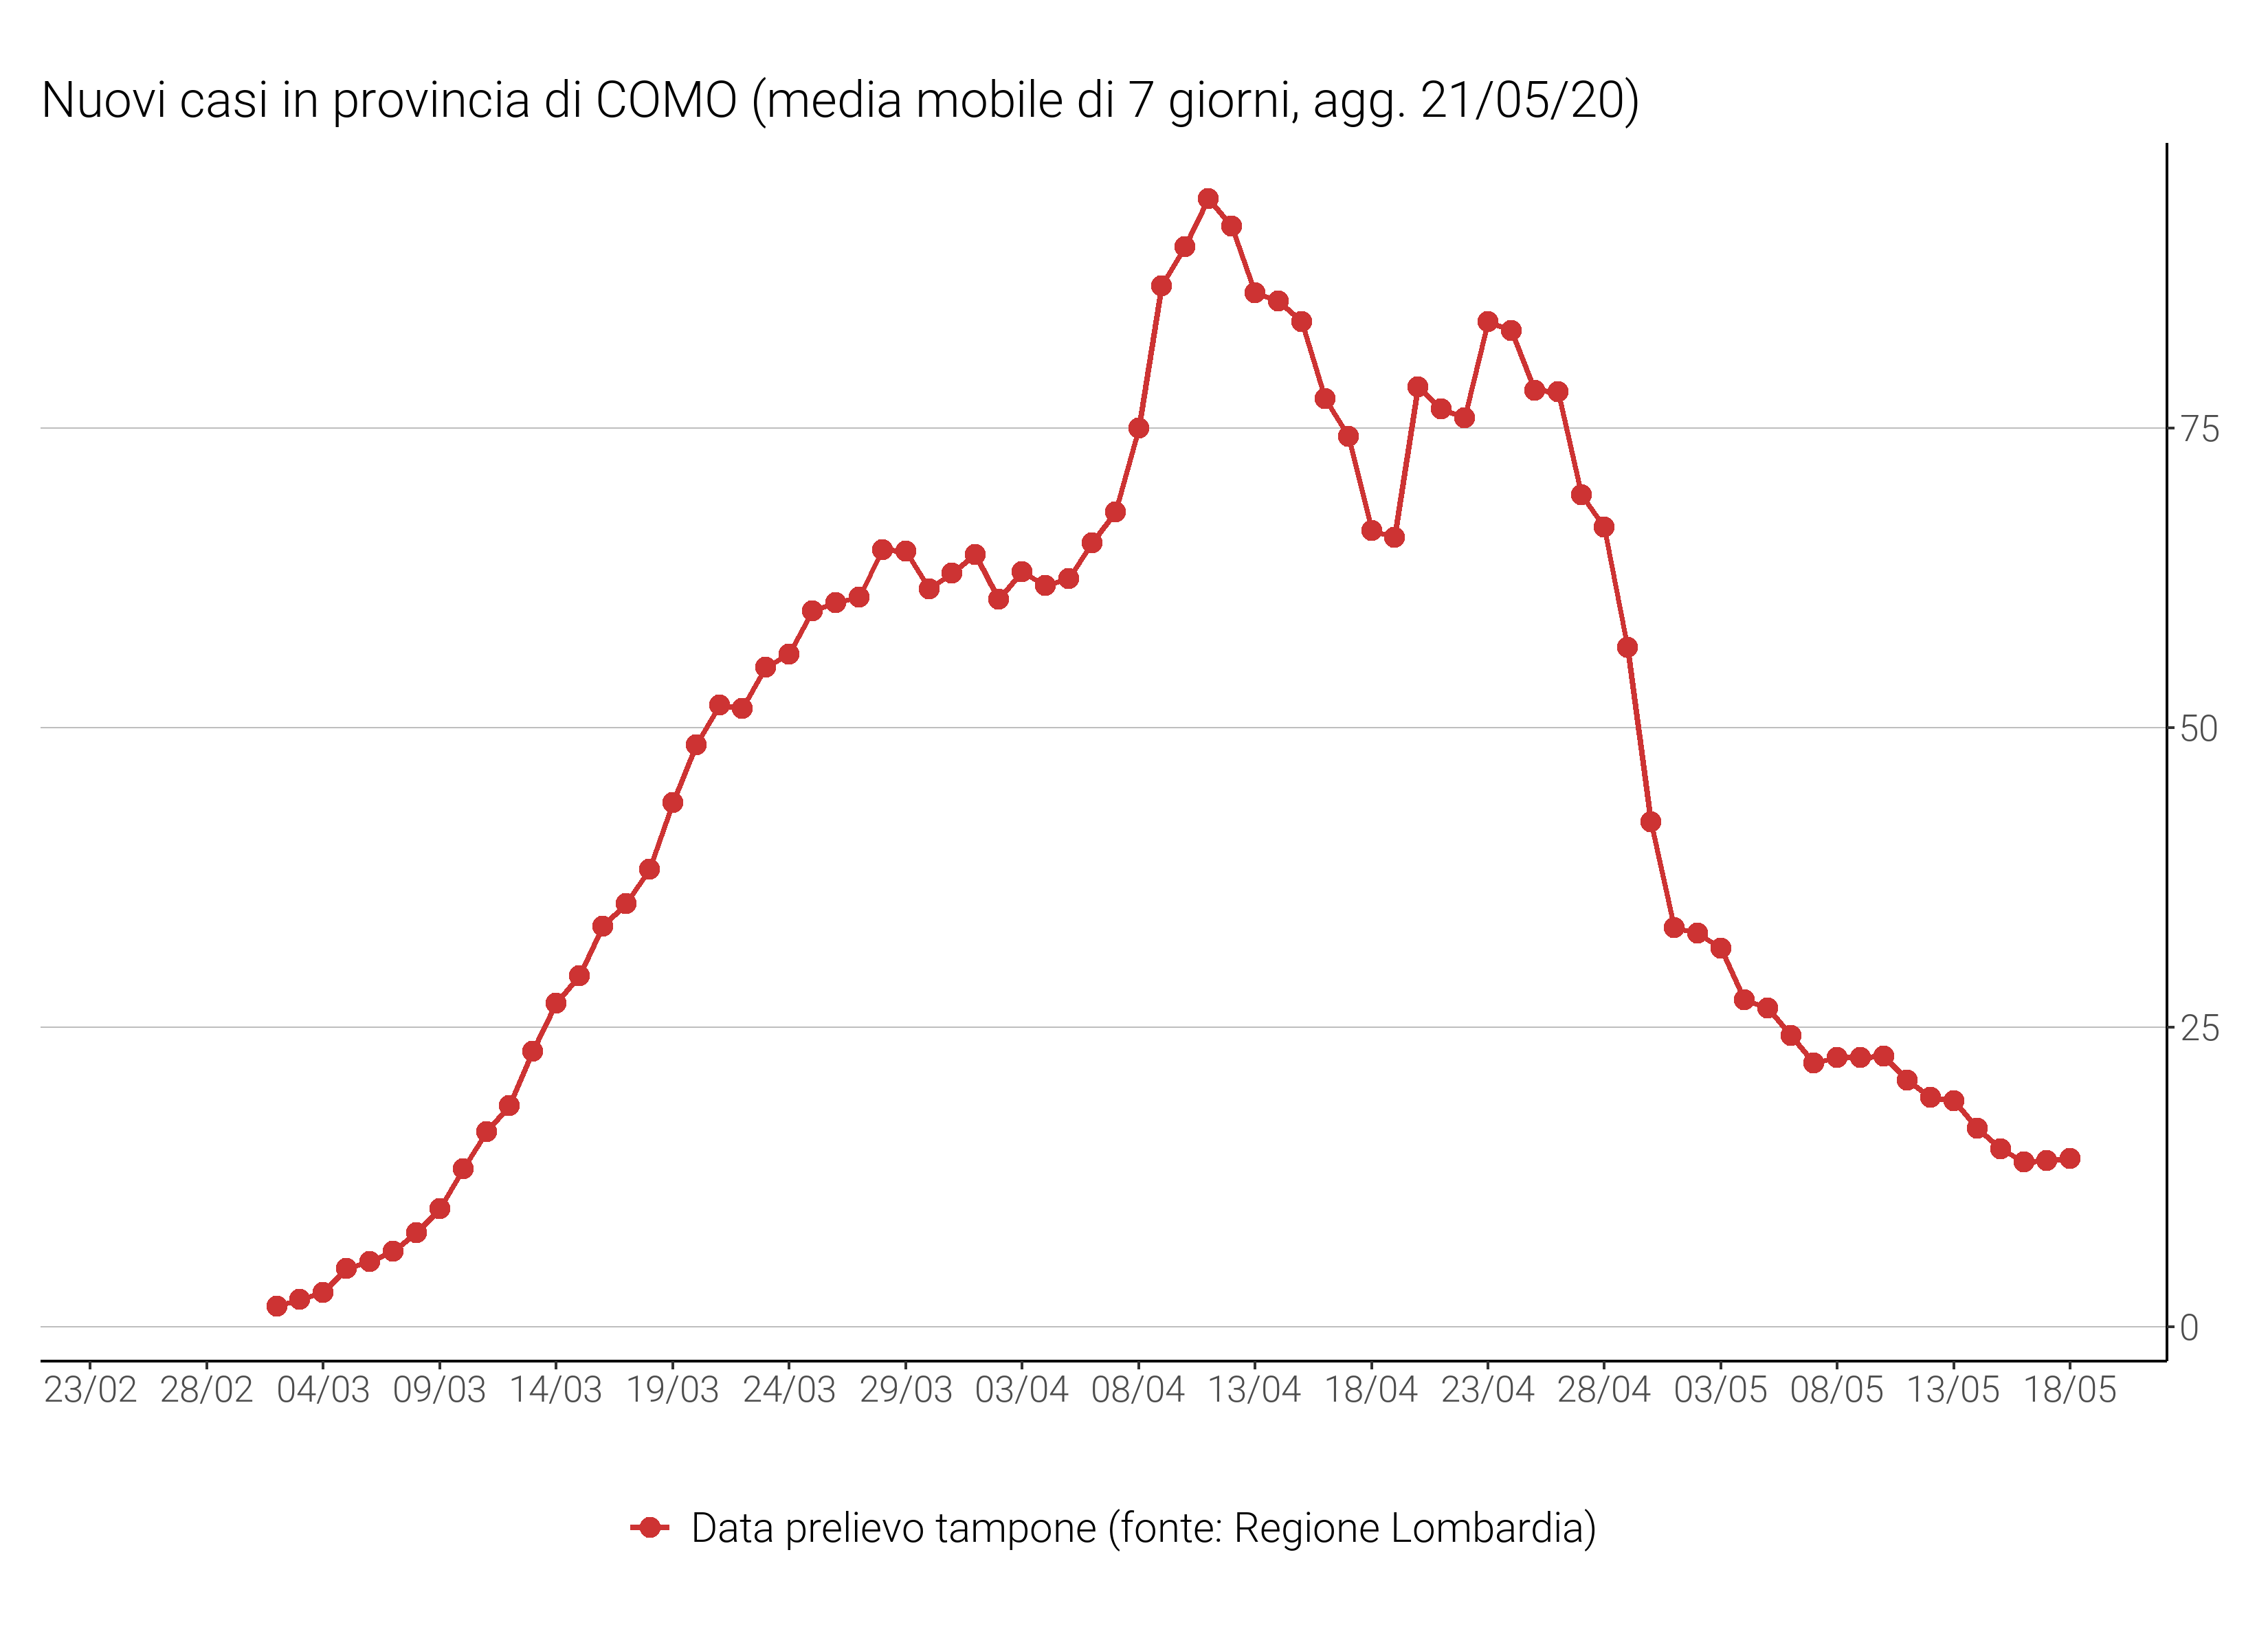 Nuovi casi in provincia di COMO (media mobile di 7 giorni, agg. 21/05/20)
75
50
25
0
23/02 28/02 04/03 09/03 14/03 19/03 24/03 29/03 03/04 08/04 13/04 18/04 23/04 28/04 03/05 08/05 13/05 18/05
Data prelievo tampone (fonte: Regione Lombardia)